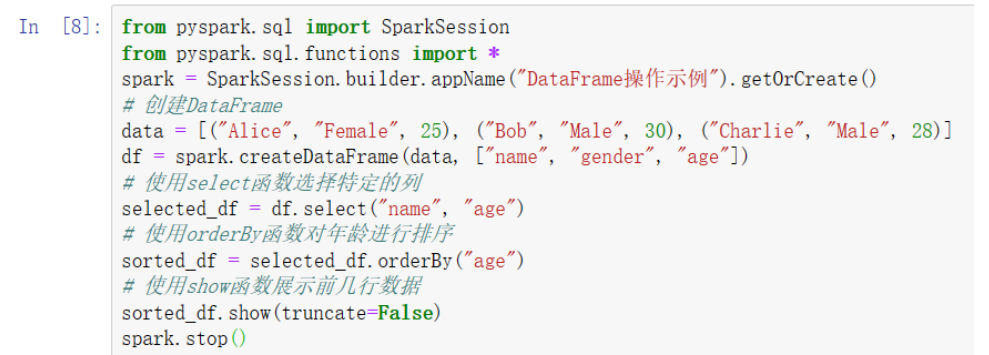 In [8]: from pyspark.sql import SparkSession
from pyspark.sql.functions import *
spark = SparkSession.builder.appName("DataFrame操作示例").getOrCreate()
# 创建DataFrame
data = [("Alice", "Female", 25), ("Bob", "Male", 30), ("Charlie", "Male", 28)]
df = spark.createDataFrame(data, ["name", "gender", "age"])
# 使用select函数选择特定的列
selected_df = df.select("name", "age")
# 使用orderBy函数对年龄进行排序
sorted_df = selected_df.orderBy("age")
# 使用show函数展示前几行数据
sorted_df.show(truncate=False)
spark.stop()